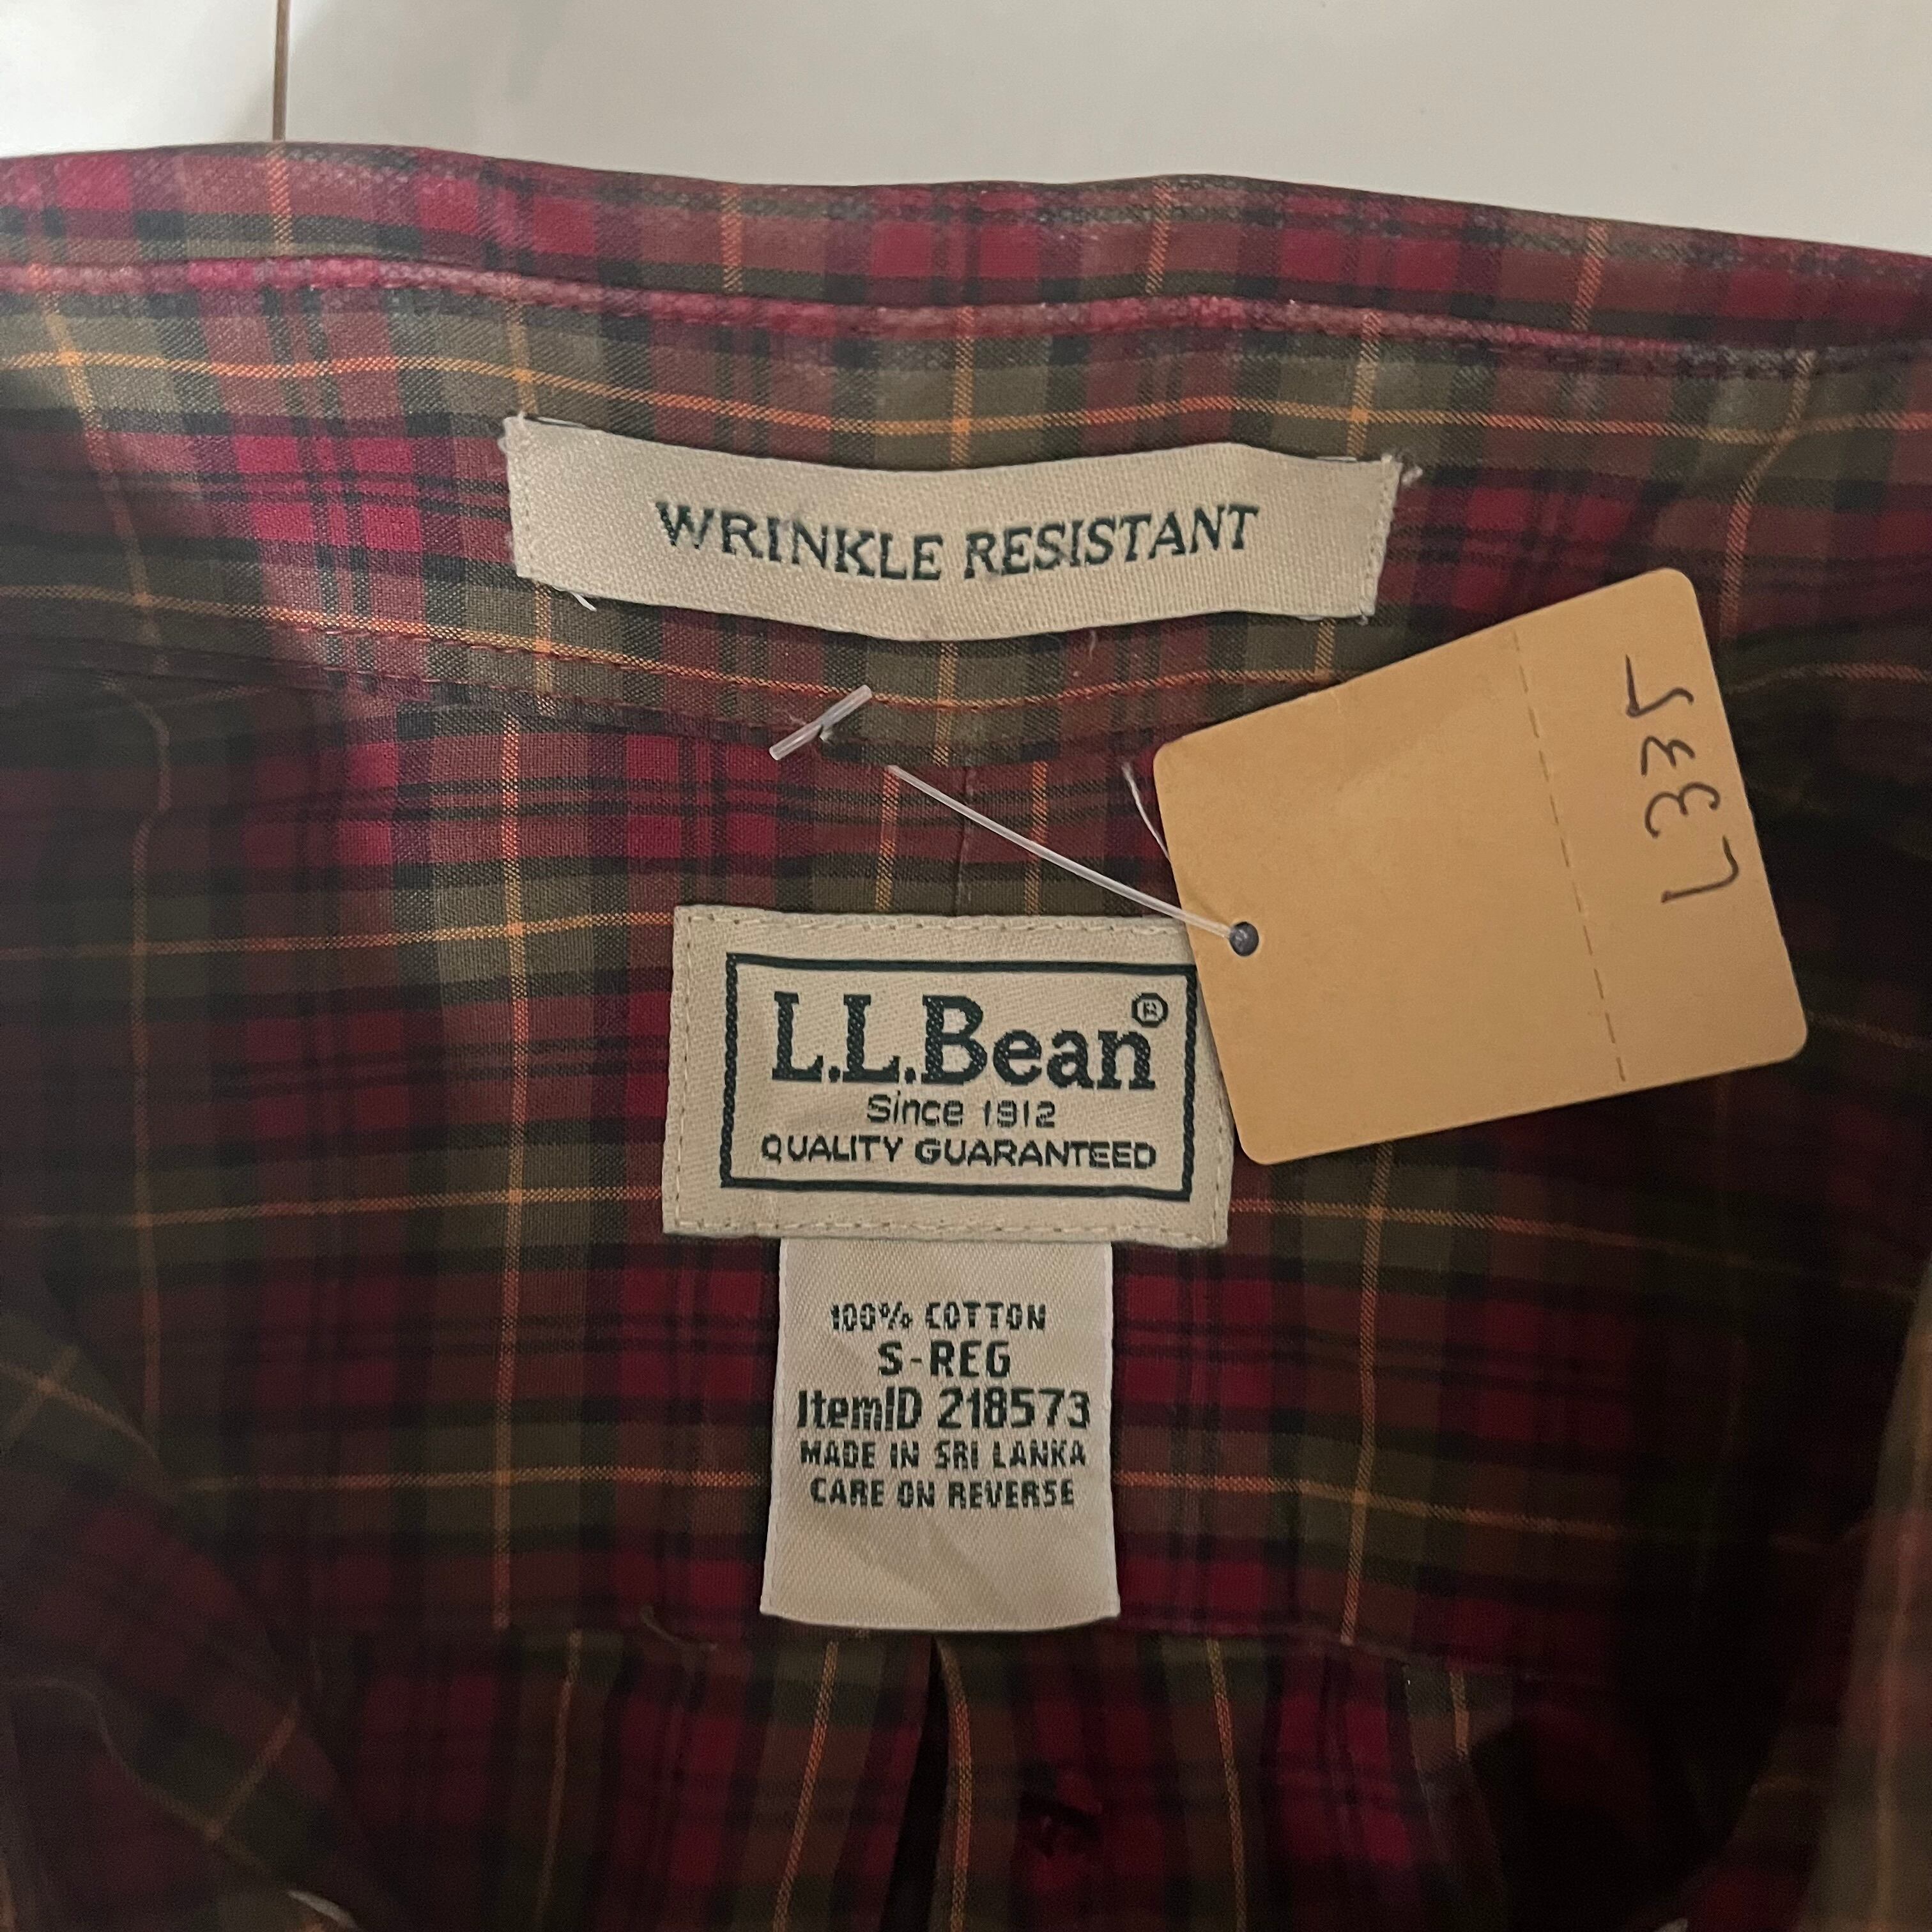 WRINKLE RESISTANT
L335
L.L.Bean®
Since 1912
QUALITY GUARANTEED
100% COTTON
S-REG
ItemID 218573
MADE IN SRI LANKA
CARE ON REVERSE